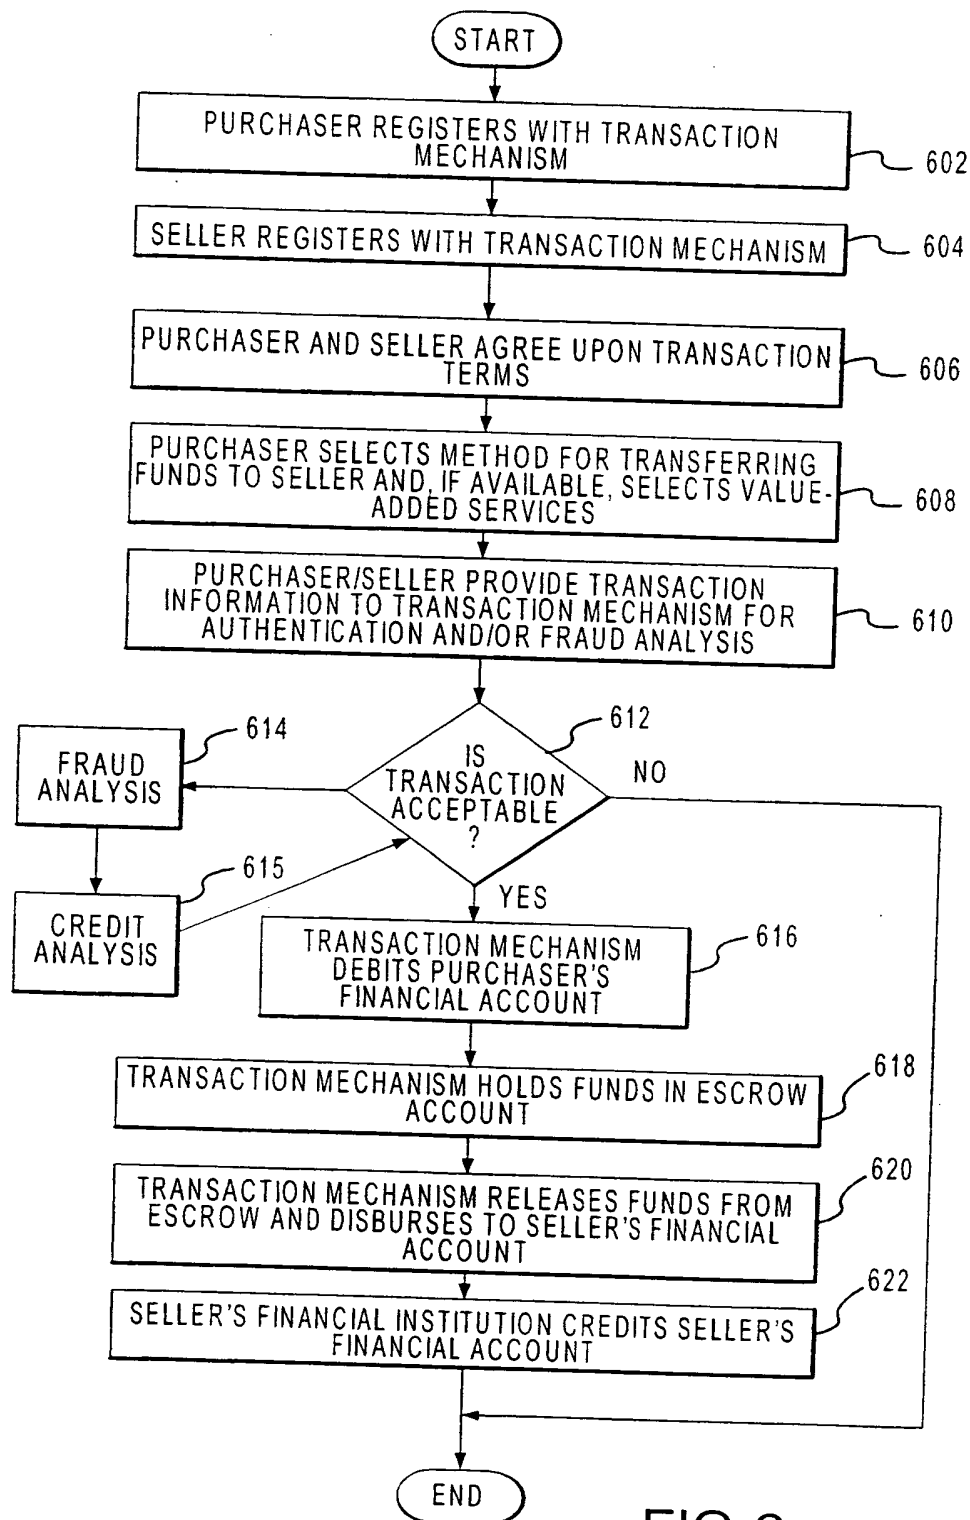 START
PURCHASER REGISTERS WITH TRANSACTION
MECHANISM
602
SELLER REGISTERS WITH TRANSACTION MECHANISM
604
PURCHASER AND SELLER AGREE UPON TRANSACTION
TERMS
606
PURCHASER SELECTS METHOD FOR TRANSFERRING
FUNDS TO SELLER AND, IF AVAILABLE, SELECTS VALUE-
ADDED SERVICES
608
PURCHASER/SELLER PROVIDE TRANSACTION
INFORMATION TO TRANSACTION MECHANISM FOR
AUTHENTICATION AND/OR FRAUD ANALYSIS
610
612
IS
TRANSACTION
ACCEPTABLE
?
NO
YES
614
FRAUD
ANALYSIS
615
CREDIT
ANALYSIS
TRANSACTION MECHANISM
DEBITS PURCHASER'S
FINANCIAL ACCOUNT
616
TRANSACTION MECHANISM HOLDS FUNDS IN ESCROW
ACCOUNT
618
TRANSACTION MECHANISM RELEASES FUNDS FROM
ESCROW AND DISBURSES TO SELLER'S FINANCIAL
ACCOUNT
620
SELLER'S FINANCIAL INSTITUTION CREDITS SELLER'S
FINANCIAL ACCOUNT
622
END